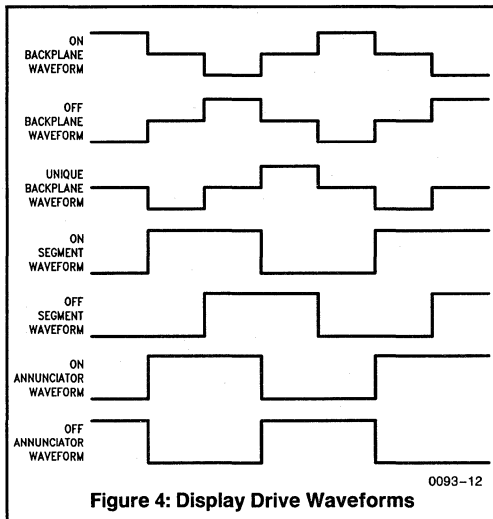 ON
BACKPLANE
WAVEFORM
OFF
BACKPLANE
WAVEFORM
UNIQUE
BACKPLANE
WAVEFORM
ON
SEGMENT
WAVEFORM
OFF
SEGMENT
WAVEFORM
ON
ANNUNCIATOR
WAVEFORM
OFF
ANNUNCIATOR
WAVEFORM
0093-12
Figure 4: Display Drive Waveforms